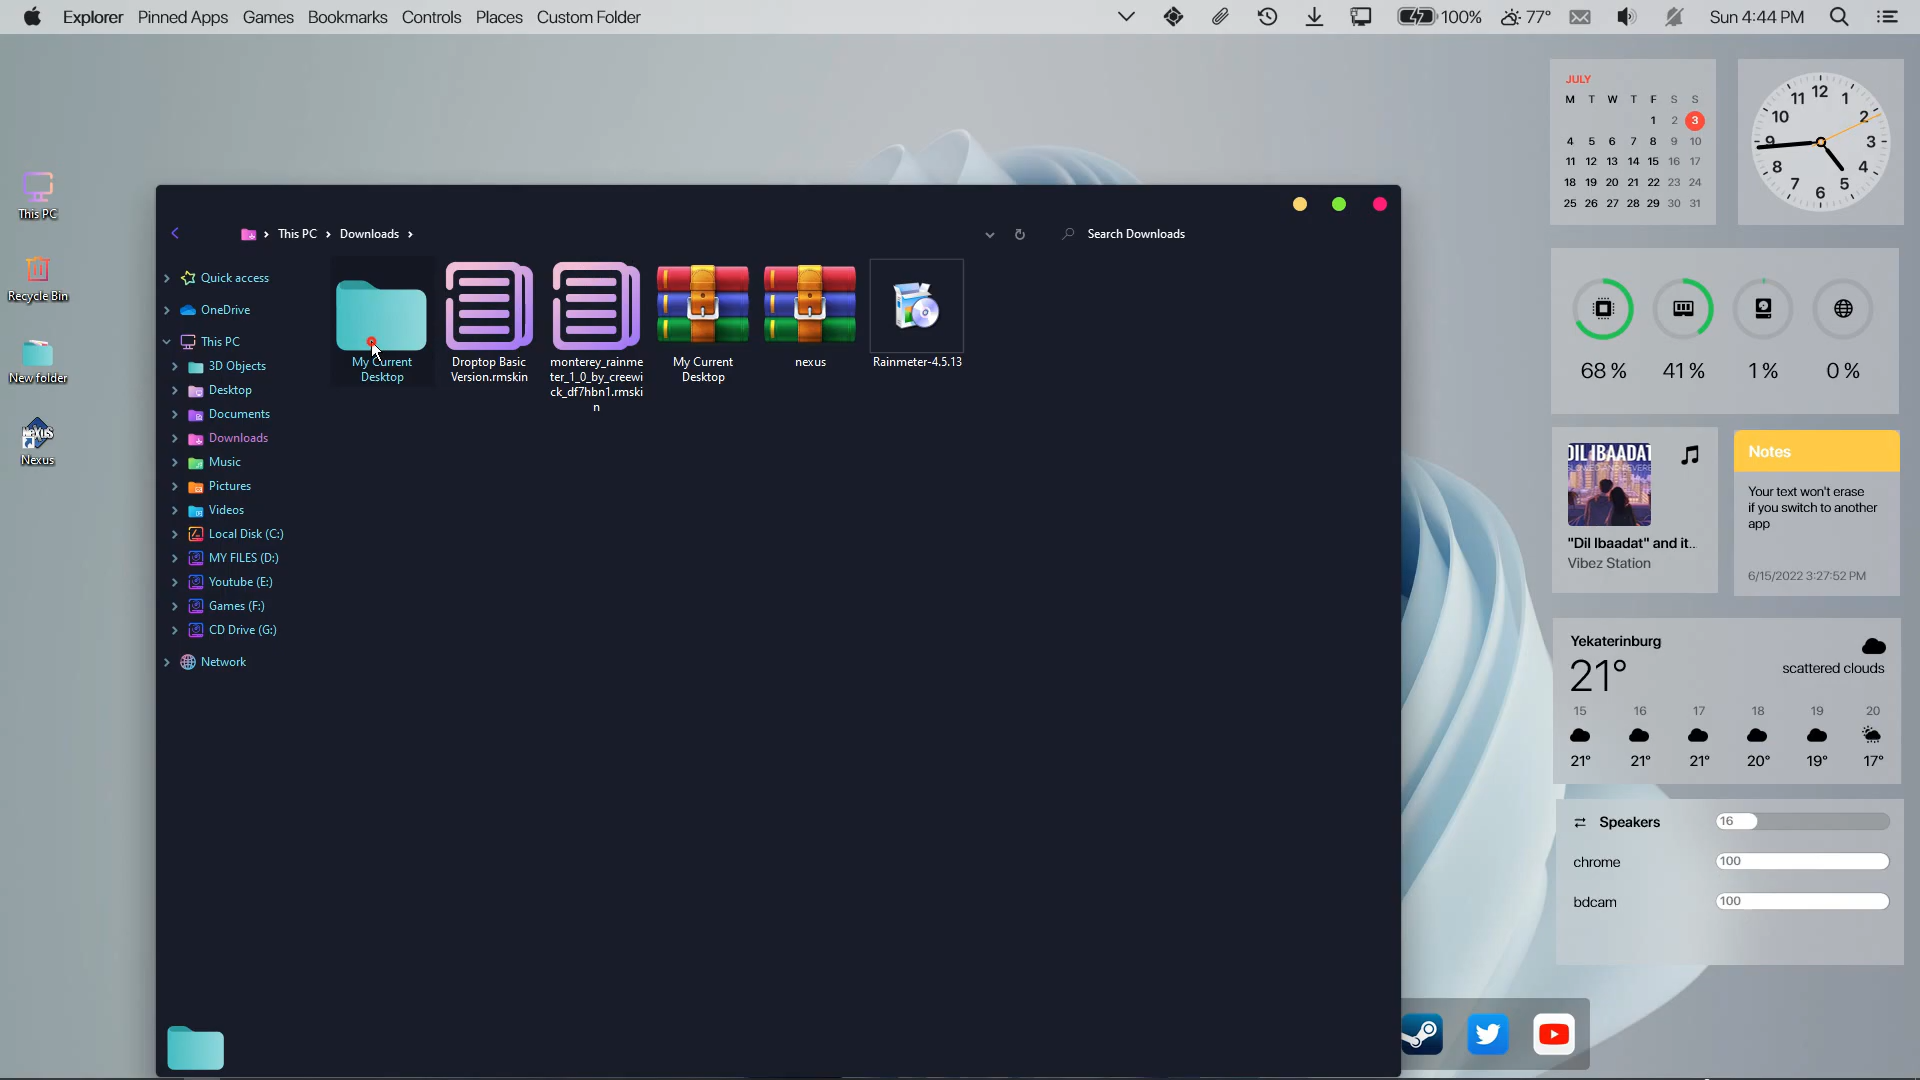 Explorer Pinned Apps Games Bookmarks Controls Places Custom Folder
100% 77° Sun 4:44 PM
This PC
Recycle Bin
New folder
NeXuS
Nexus
This PC Downloads
Search Downloads
Quick access
OneDrive
This PC
3D Objects
Desktop
Documents
Downloads
Music
Pictures
Videos
Local Disk (C:)
MY FILES (D:)
Youtube (E:)
Games (F:)
CD Drive (G:)
Network
My Current
Desktop
Droptop Basic
Version.rmskin
monterey_rainme
ter_1_0_by_creewi
ck_df7hbn1.rmski
n
My Current
Desktop
nexus
Rainmeter-4.5.13
JULY
M T W T F S S
1 2 3
4 5 6 7 8 9 10
11 12 13 14 15 16 17
18 19 20 21 22 23 24
25 26 27 28 29 30 31
12 1 2 3 4 5 6 7 8 9 10 11
68 % 41 % 1 % 0 %
DIL IBAADAT
"Dil Ibaadat" and it...
Vibez Station
Notes
Your text won't erase
if you switch to another
app
6/15/2022 3:27:52 PM
Yekaterinburg
21°
scattered clouds
15 16 17 18 19 20
21° 21° 21° 20° 19° 17°
Speakers 16
chrome 100
bdcam 100